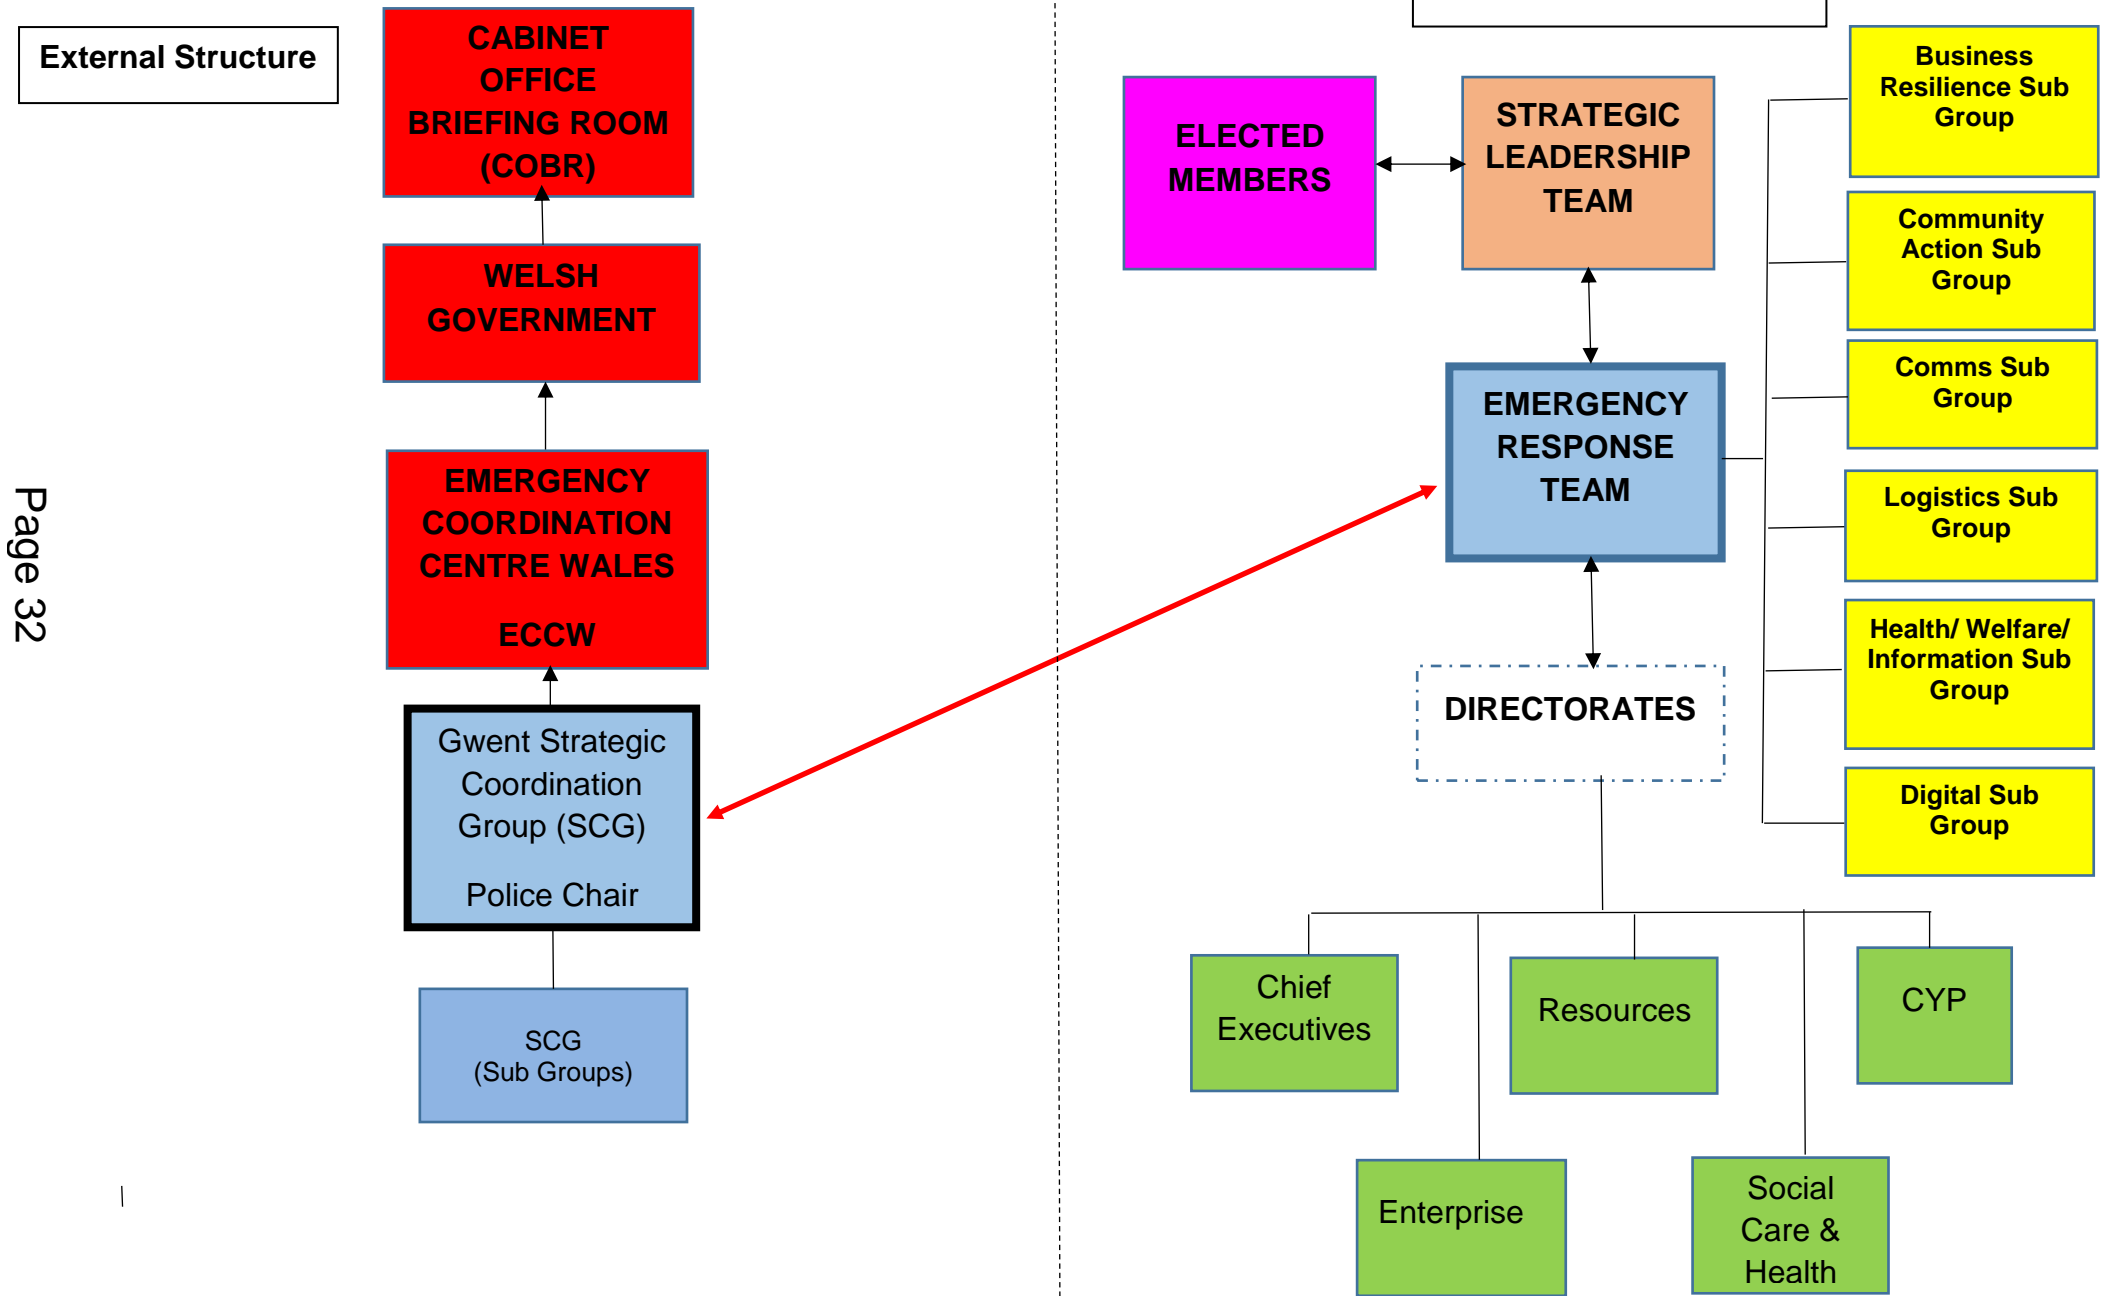 External Structure
CABINET
OFFICE
BRIEFING ROOM
(COBR)
WELSH
GOVERNMENT
EMERGENCY
COORDINATION
CENTRE WALES
ECCW
Gwent Strategic
Coordination
Group (SCG)
Police Chair
SCG
(Sub Groups)
Page 32
ELECTED
MEMBERS
STRATEGIC
LEADERSHIP
TEAM
EMERGENCY
RESPONSE
TEAM
DIRECTORATES
Business
Resilience Sub
Group
Community
Action Sub
Group
Comms Sub
Group
Logistics Sub
Group
Health/ Welfare/
Information Sub
Group
Digital Sub
Group
Chief
Executives
Resources
CYP
Enterprise
Social
Care &
Health